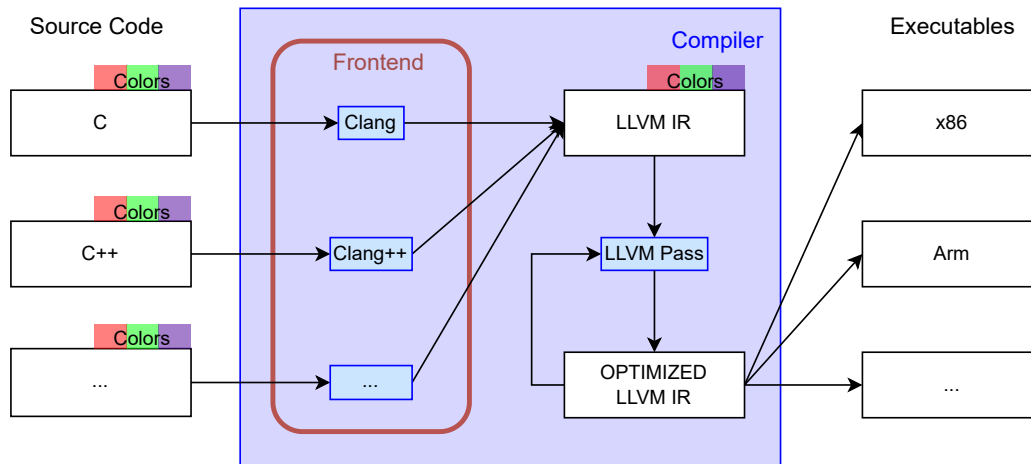 Source Code
Compiler
Executables
Frontend
Colors
C
Clang
Colors
LLVM IR
x86
Colors
C++
Clang++
LLVM Pass
Arm
Colors
...
...
OPTIMIZED
LLVM IR
...